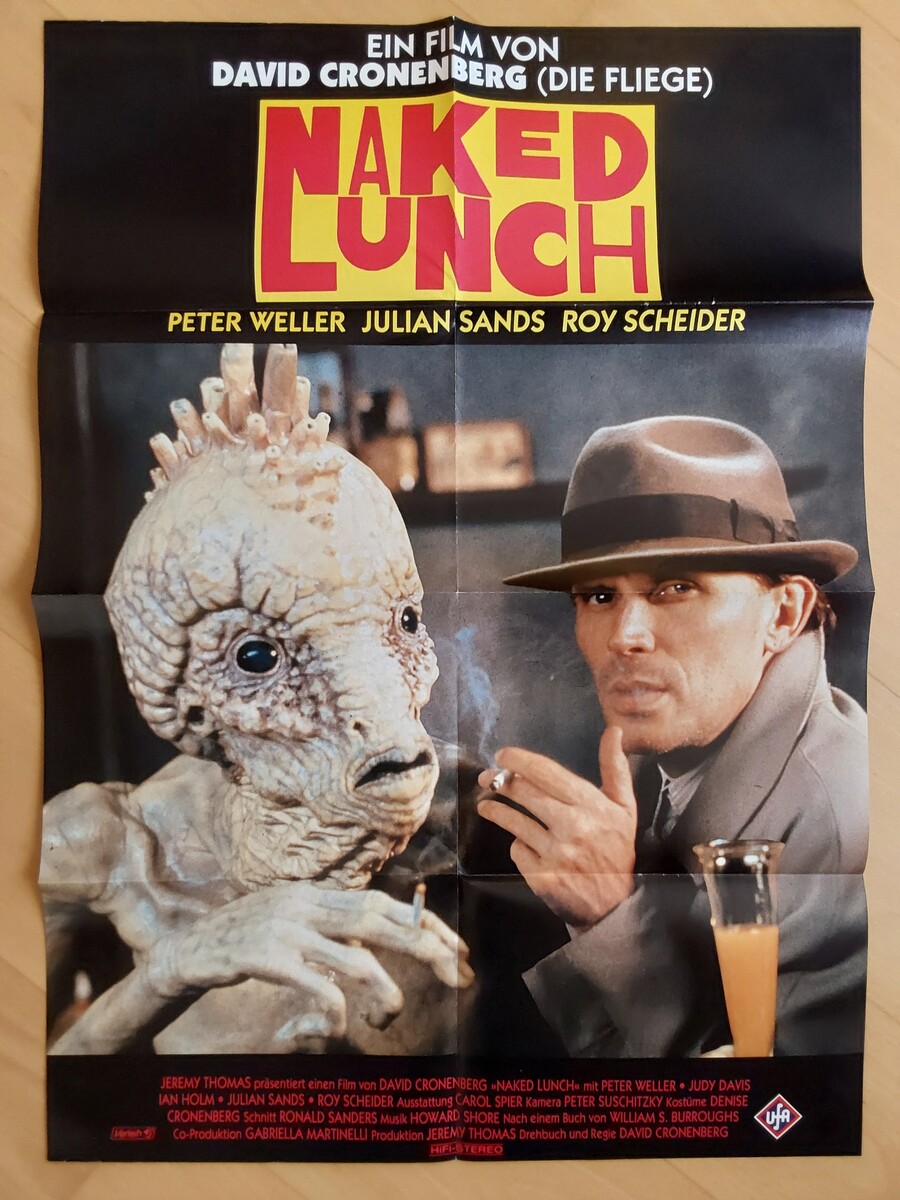 EIN FILM VON
DAVID CRONENBERG (DIE FLIEGE)
NAKED
LUNCH
PETER WELLER JULIAN SANDS ROY SCHEIDER
JEREMY THOMAS präsentiert einen Film von DAVID CRONENBERG »NAKED LUNCH« mit PETER WELLER • JUDY DAVIS
IAN HOLM • JULIAN SANDS • ROY SCHEIDER Ausstattung CAROL SPIER Kamera PETER SUSCHITZKY Kostüme DENISE
CRONENBERG Schnitt RONALD SANDERS Musik HOWARD SHORE Nach einem Buch von WILLIAM S. BURROUGHS
Co-Produktion GABRIELLA MARTINELLI Produktion JEREMY THOMAS Drehbuch und Regie DAVID CRONENBERG
HiFi-STEREO
UfA